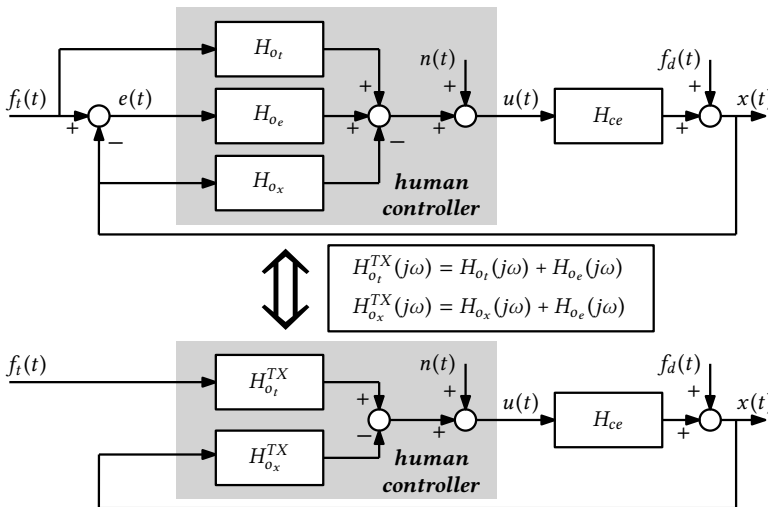 f_t(t)
e(t)
H_{o_t}
H_{o_e}
H_{o_x}
+
−
+
+
−
n(t)
+
+
u(t)
H_{ce}
f_d(t)
+
+
x(t)
human
controller
H_{o_t}^{TX}(jω) = H_{o_t}(jω) + H_{o_e}(jω)
H_{o_x}^{TX}(jω) = H_{o_x}(jω) + H_{o_e}(jω)
f_t(t)
H_{o_t}^{TX}
H_{o_x}^{TX}
+
−
n(t)
+
+
u(t)
H_{ce}
f_d(t)
+
+
x(t)
human
controller